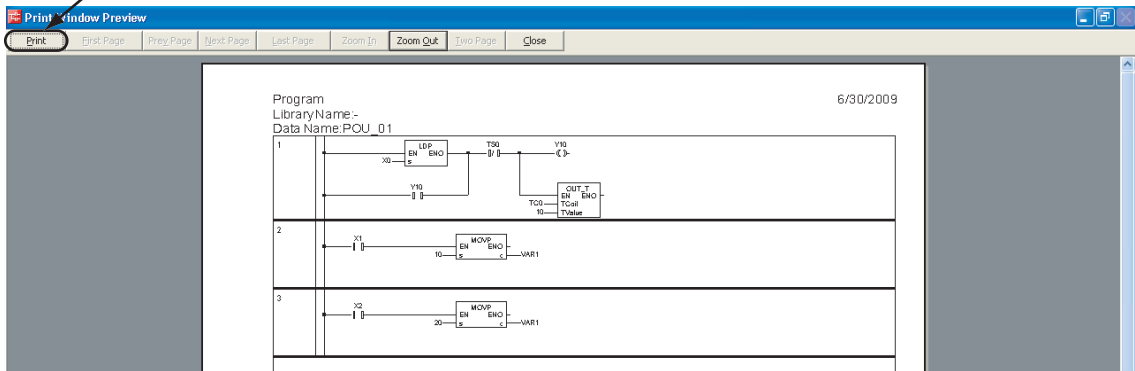 Print Window Preview
Print First Page Prev Page Next Page Last Page Zoom In Zoom Out Two Page Close
Program 6/30/2009
LibraryName:-
Data Name:POU_01
1
LDP TS0 Y10
EN ENO
X0 s
Y10
OUT_T
EN ENO
TC0 TCoil
10 TValue
2
X1 MOVP
EN ENO
10 s d VAR1
3
X2 MOVP
EN ENO
20 s d VAR1